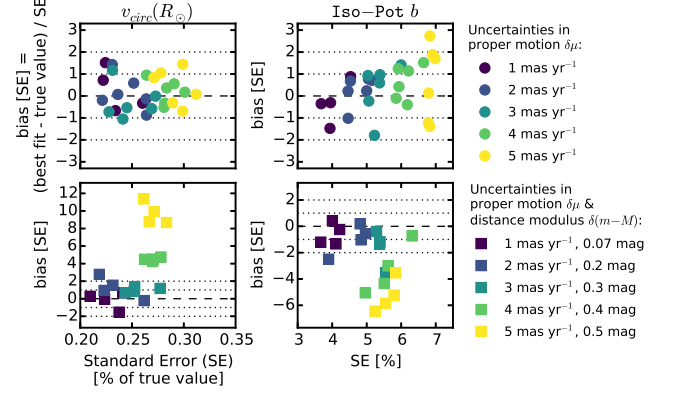 v_circ(R_⊙)
Iso−Pot b
bias [SE] =
(best fit - true value) / SE
3
2
1
0
−1
−2
−3
bias [SE]
3
2
1
0
−1
−2
−3
Uncertainties in
proper motion δμ:
1 mas yr⁻¹
2 mas yr⁻¹
3 mas yr⁻¹
4 mas yr⁻¹
5 mas yr⁻¹
bias [SE]
12
10
8
6
4
2
0
−2
0.20
0.25
0.30
0.35
Standard Error (SE)
[% of true value]
bias [SE]
2
0
−2
−4
−6
3
4
5
6
7
SE [%]
Uncertainties in
proper motion δμ &
distance modulus δ(m−M):
1 mas yr⁻¹, 0.07 mag
2 mas yr⁻¹, 0.2 mag
3 mas yr⁻¹, 0.3 mag
4 mas yr⁻¹, 0.4 mag
5 mas yr⁻¹, 0.5 mag